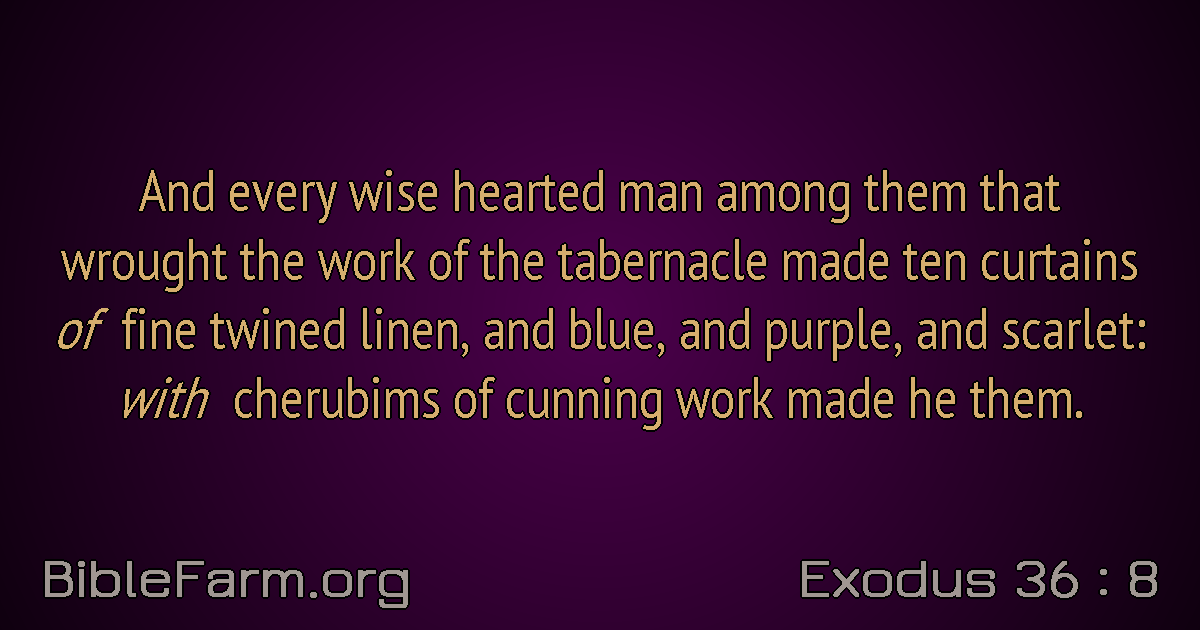 And every wise hearted man among them that
wrought the work of the tabernacle made ten curtains
of fine twined linen, and blue, and purple, and scarlet:
with cherubims of cunning work made he them.
BibleFarm.org
Exodus 36 : 8